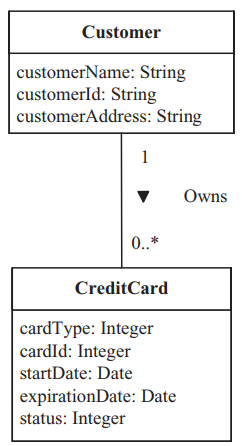 Customer
customerName: String
customerId: String
customerAddress: String
1
Owns
0..*
CreditCard
cardType: Integer
cardId: Integer
startDate: Date
expirationDate: Date
status: Integer